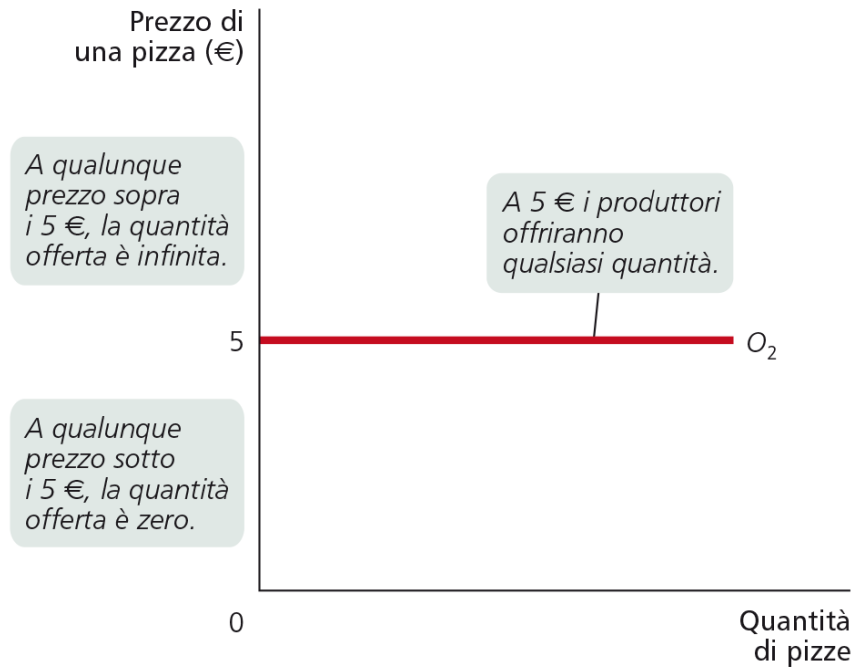 Prezzo di
una pizza (€)
A qualunque
prezzo sopra
i 5 €, la quantità
offerta è infinita.
A 5 € i produttori
offriranno
qualsiasi quantità.
5
O₂
A qualunque
prezzo sotto
i 5 €, la quantità
offerta è zero.
0
Quantità
di pizze